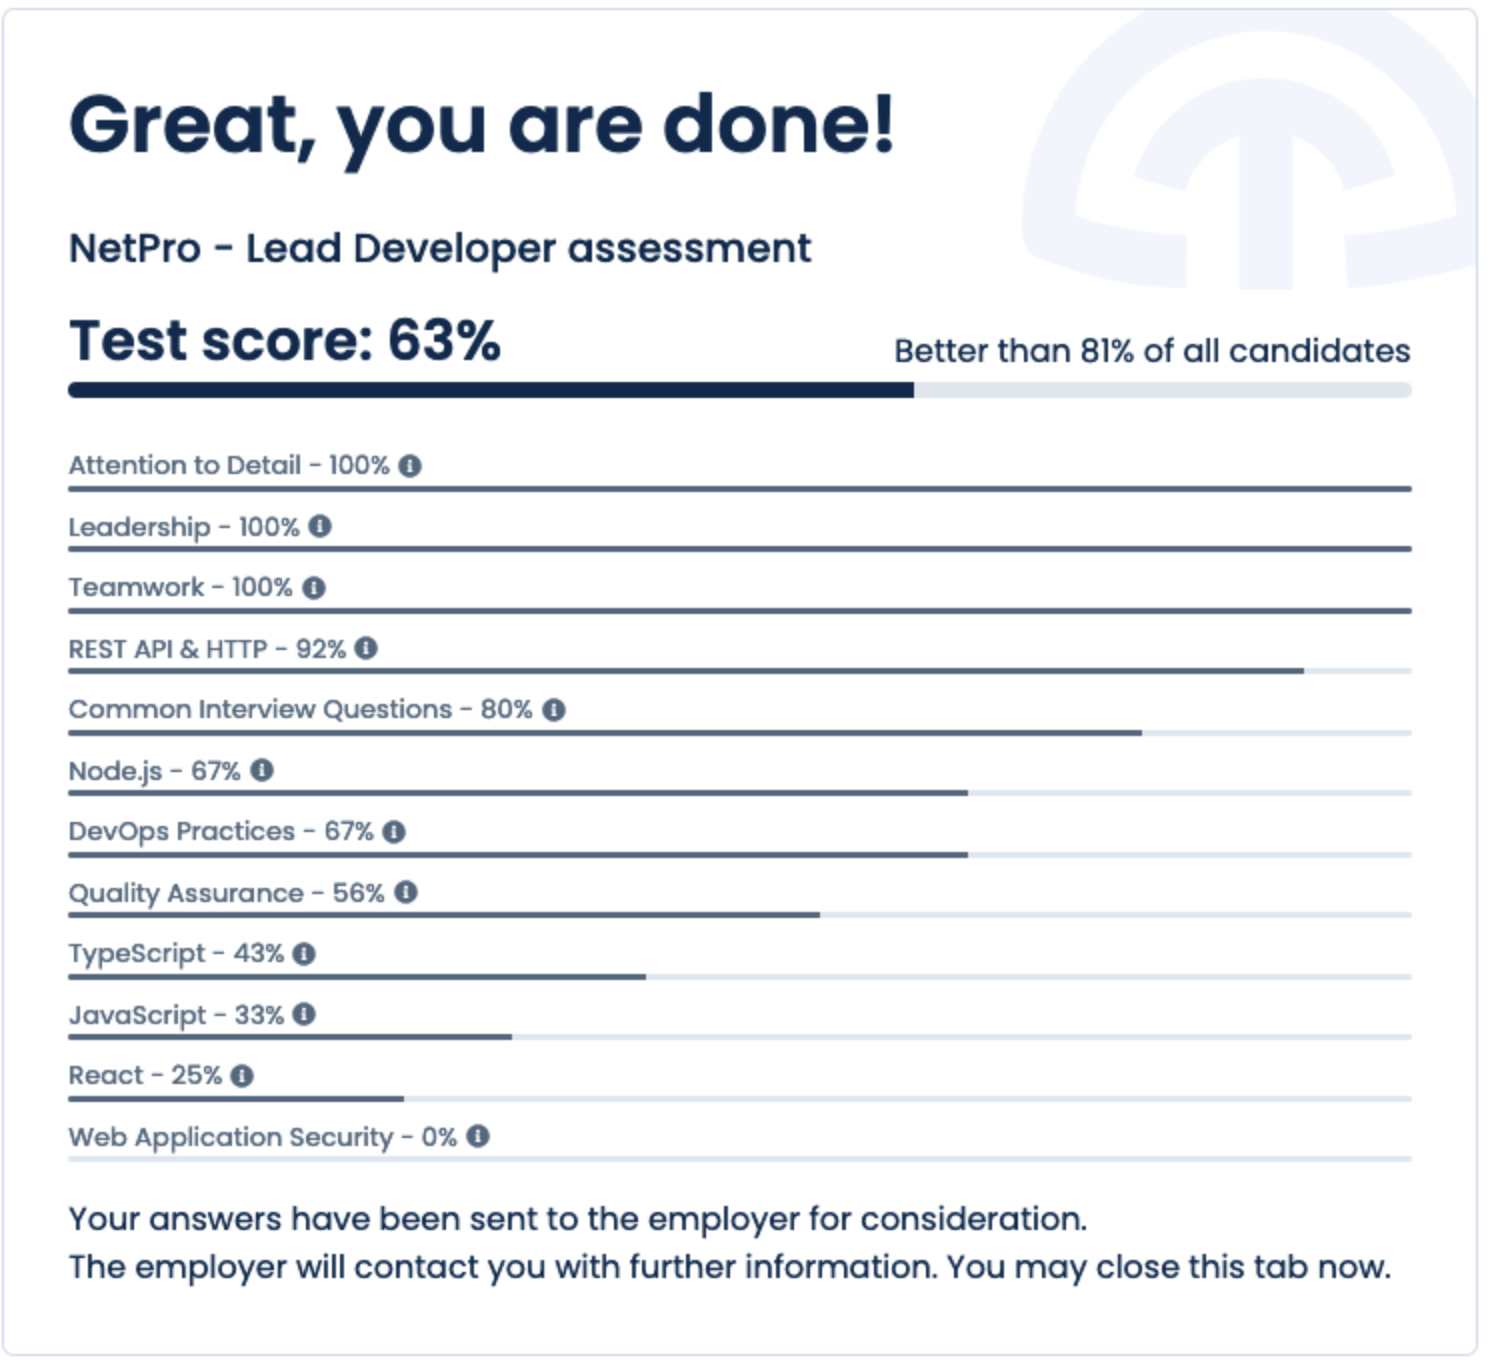 Great, you are done!
NetPro - Lead Developer assessment
Test score: 63%
Better than 81% of all candidates
Attention to Detail - 100%
Leadership - 100%
Teamwork - 100%
REST API & HTTP - 92%
Common Interview Questions - 80%
Node.js - 67%
DevOps Practices - 67%
Quality Assurance - 56%
TypeScript - 43%
JavaScript - 33%
React - 25%
Web Application Security - 0%
Your answers have been sent to the employer for consideration.
The employer will contact you with further information. You may close this tab now.